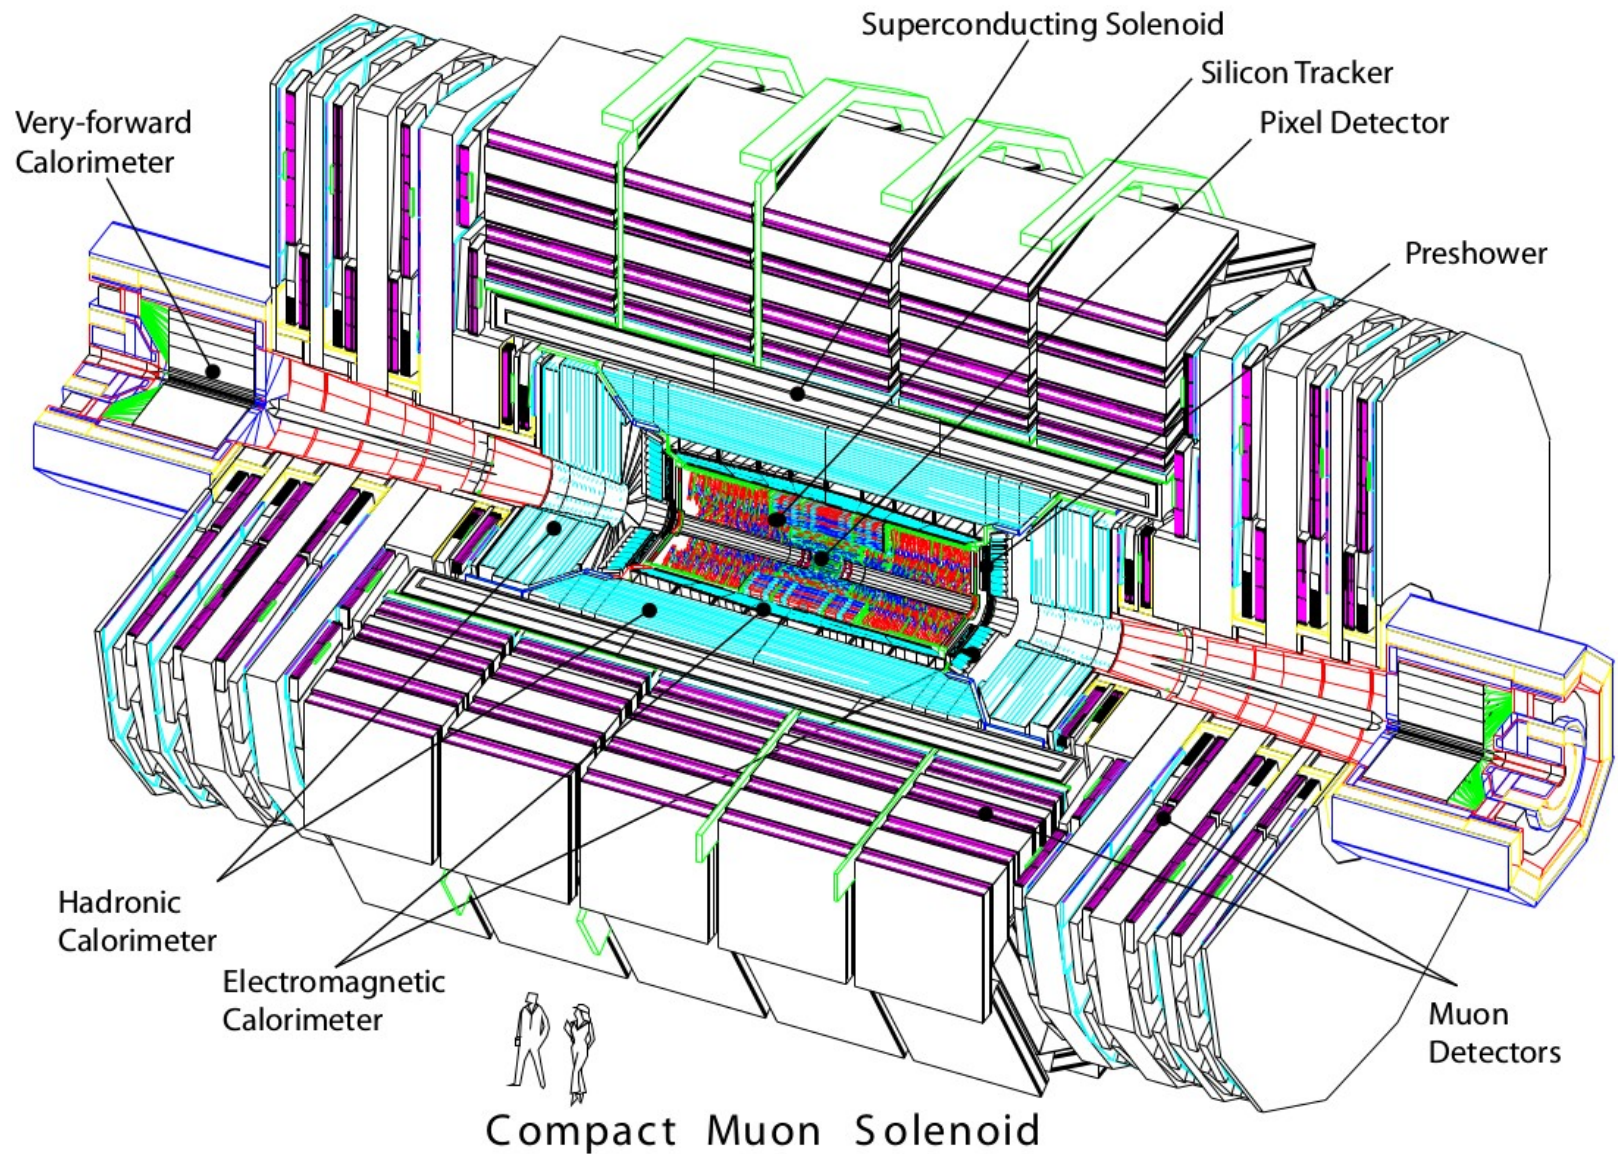 Superconducting Solenoid
Silicon Tracker
Pixel Detector
Very-forward
Calorimeter
Preshower
Hadronic
Calorimeter
Electromagnetic
Calorimeter
Muon
Detectors
Compact Muon Solenoid